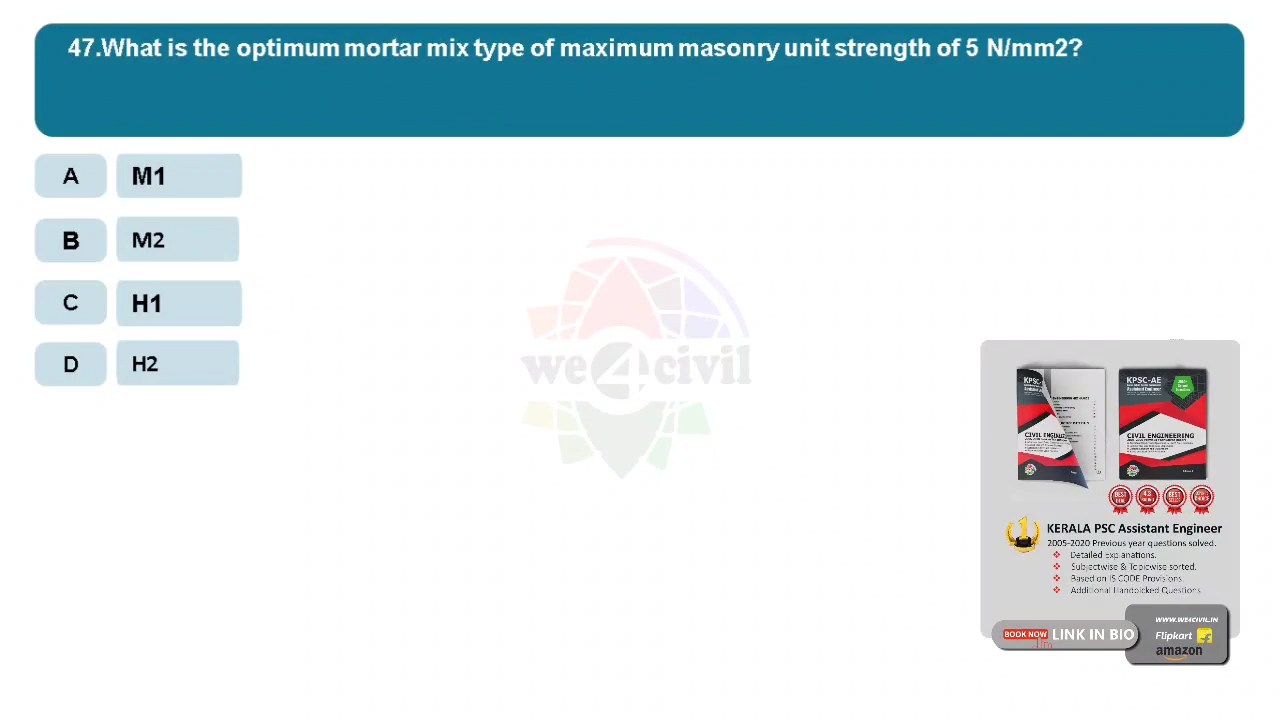 47.What is the optimum mortar mix type of maximum masonry unit strength of 5 N/mm2?
A M1
B M2
C H1
D H2
we4civil
KPSC-AE
Assistant Engineer
CIVIL ENGINEERING
KERALA PSC Assistant Engineer
2005-2020 Previous year questions solved.
Detailed Explanations.
Subjectwise & Topicwise sorted.
Based on IS CODE Provisions
Additional Handpicked Questions
BOOK NOW LINK IN BIO
WWW.WE4CIVIL.IN
Flipkart
amazon